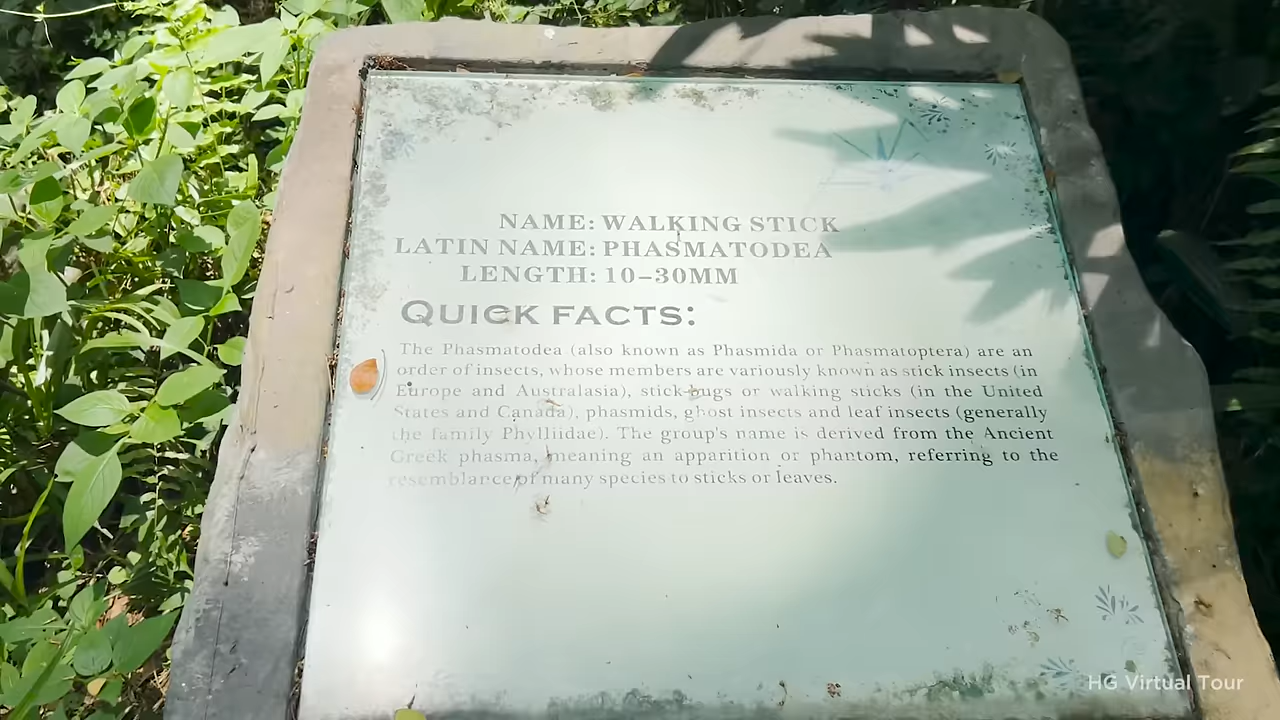 NAME: WALKING STICK
LATIN NAME: PHASMATODEA
LENGTH: 10–30MM
QUICK FACTS:
The Phasmatodea (also known as Phasmida or Phasmatoptera) are an
order of insects, whose members are variously known as stick insects (in
Europe and Australasia), stick-bugs or walking sticks (in the United
States and Canada), phasmids, ghost insects and leaf insects (generally
the family Phylliidae). The group's name is derived from the Ancient
Greek phasma, meaning an apparition or phantom, referring to the
resemblance of many species to sticks or leaves.
HG Virtual Tour